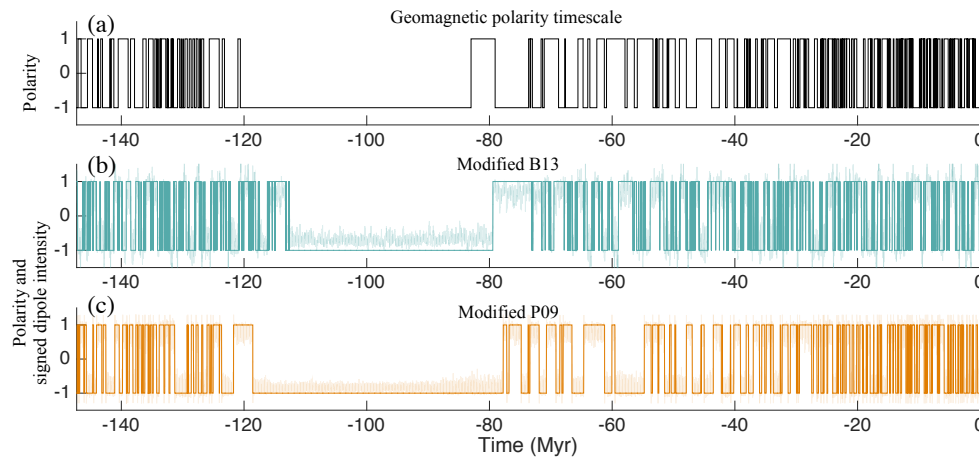 (a) Geomagnetic polarity timescale
Polarity
1
0
-1
-140 -120 -100 -80 -60 -40 -20 0
(b) Modified B13
Polarity and
signed dipole intensity
1
0
-1
-140 -120 -100 -80 -60 -40 -20 0
(c) Modified P09
1
0
-1
-140 -120 -100 -80 -60 -40 -20 0
Time (Myr)